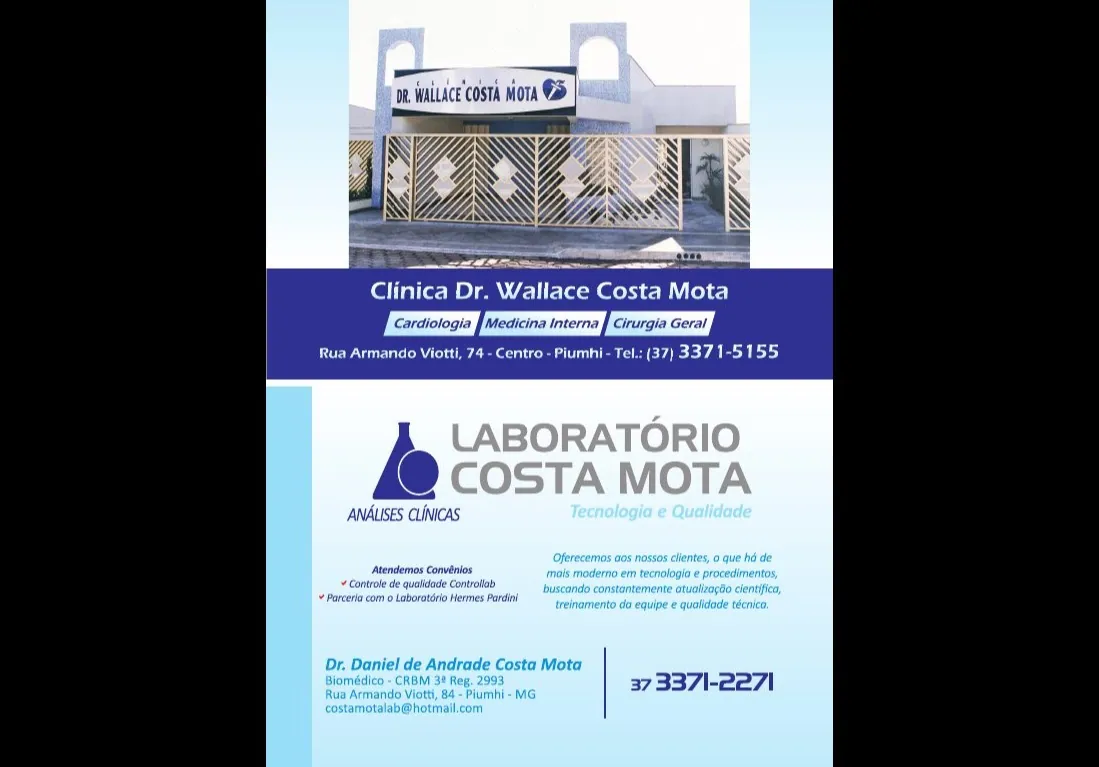 CLÍNICA
DR. WALLACE COSTA MOTA
Clínica Dr. Wallace Costa Mota
Cardiologia Medicina Interna Cirurgia Geral
Rua Armando Viotti, 74 - Centro - Piumhi - Tel.: (37) 3371-5155
LABORATÓRIO
COSTA MOTA
ANÁLISES CLÍNICAS
Tecnologia e Qualidade
Atendemos Convênios
Controle de qualidade Controllab
Parceria com o Laboratório Hermes Pardini
Oferecemos aos nossos clientes, o que há de
mais moderno em tecnologia e procedimentos,
buscando constantemente atualização científica,
treinamento da equipe e qualidade técnica.
Dr. Daniel de Andrade Costa Mota
Biomédico - CRBM 3ª Reg. 2993
Rua Armando Viotti, 84 - Piumhi - MG
costamotalab@hotmail.com
37 3371-2271